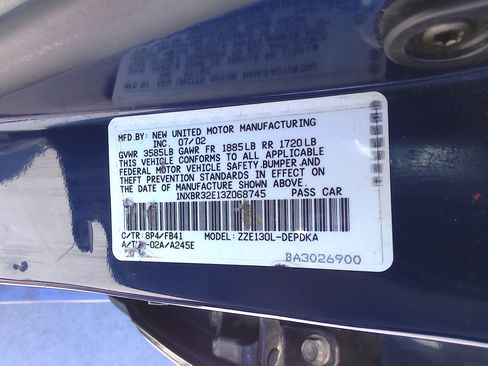 MFD.BY: NEW UNITED MOTOR MANUFACTURING
INC. 07/02
GVWR 3585LB GAWR FR 1885LB RR 1720LB
THIS VEHICLE CONFORMS TO ALL APPLICABLE
FEDERAL MOTOR VEHICLE SAFETY,BUMPER,AND
THEFT PREVENTION STANDARDS IN EFFECT ON
THE DATE OF MANUFACTURE SHOWN ABOVE.
1NXBR32E13Z068745 PASS CAR
C/TR: 8P4/FB41 MODEL: ZZE130L-DEPDKA
-02A/A245E
BA3026900